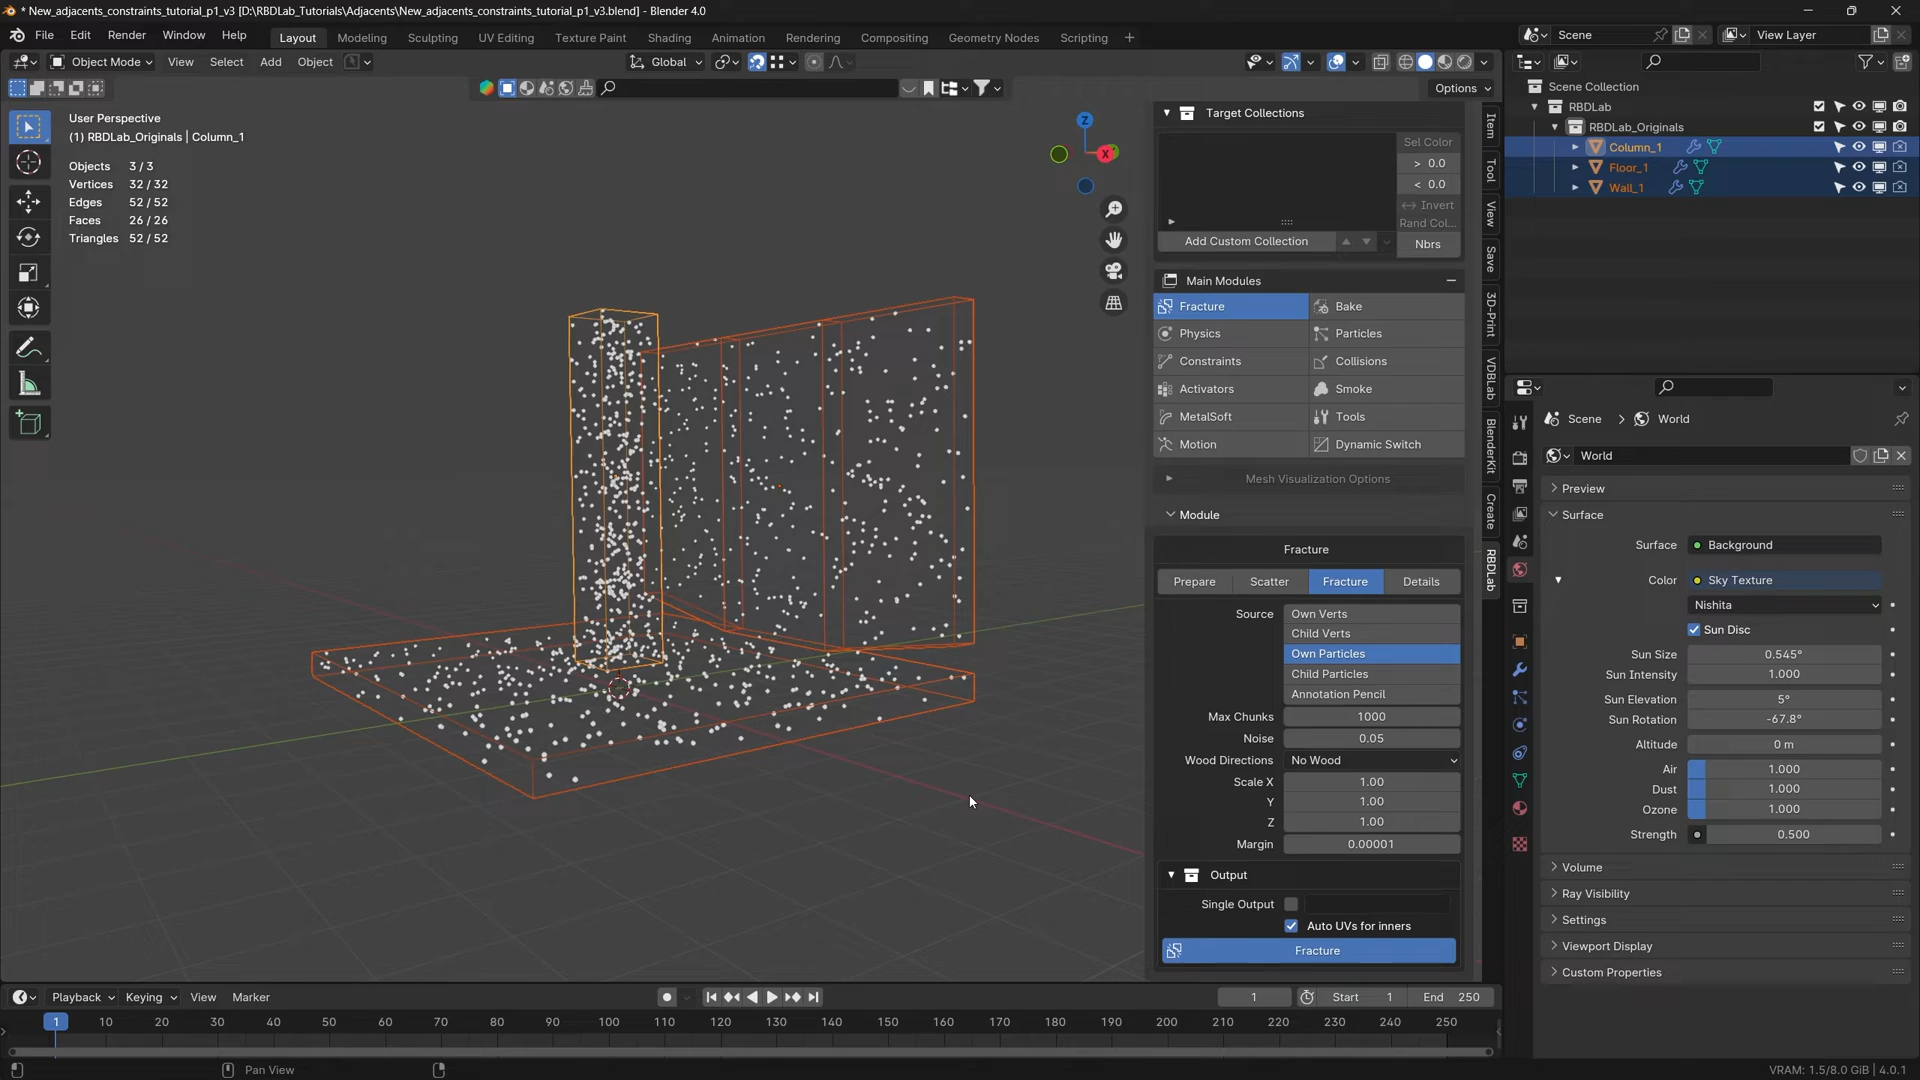 * New_adjacents_constraints_tutorial_p1_v3 [D:\RBDLab_Tutorials\Adjacents\New_adjacents_constraints_tutorial_p1_v3.blend] - Blender 4.0
File Edit Render Window Help Layout Modeling Sculpting UV Editing Texture Paint Shading Animation Rendering Compositing Geometry Nodes Scripting + Scene View Layer
Object Mode View Select Add Object Global
Options
User Perspective
(1) RBDLab_Originals | Column_1
Objects 3 / 3
Vertices 32 / 32
Edges 52 / 52
Faces 26 / 26
Triangles 52 / 52
Z
X
Target Collections
Sel Color
> 0.0
< 0.0
Invert
Rand Col...
Add Custom Collection
Nbrs
Main Modules
Fracture Bake
Physics Particles
Constraints Collisions
Activators Smoke
MetalSoft Tools
Motion Dynamic Switch
Mesh Visualization Options
Module
Fracture
Prepare Scatter Fracture Details
Source Own Verts
Child Verts
Own Particles
Child Particles
Annotation Pencil
Max Chunks 1000
Noise 0.05
Wood Directions No Wood
Scale X 1.00
Y 1.00
Z 1.00
Margin 0.00001
Output
Single Output
Auto UVs for inners
Fracture
Item
Tool
View
Save
3D-Print
VDBLab
BlenderKit
Create
RBDLab
Scene Collection
RBDLab
RBDLab_Originals
Column_1
Floor_1
Wall_1
Scene > World
World
Preview
Surface
Surface Background
Color Sky Texture
Nishita
Sun Disc
Sun Size 0.545°
Sun Intensity 1.000
Sun Elevation 5°
Sun Rotation -67.8°
Altitude 0 m
Air 1.000
Dust 1.000
Ozone 1.000
Strength 0.500
Volume
Ray Visibility
Settings
Viewport Display
Custom Properties
Playback Keying View Marker 1 Start 1 End 250
1 10 20 30 40 50 60 70 80 90 100 110 120 130 140 150 160 170 180 190 200 210 220 230 240 250
Pan View
VRAM: 1.5/8.0 GiB | 4.0.1